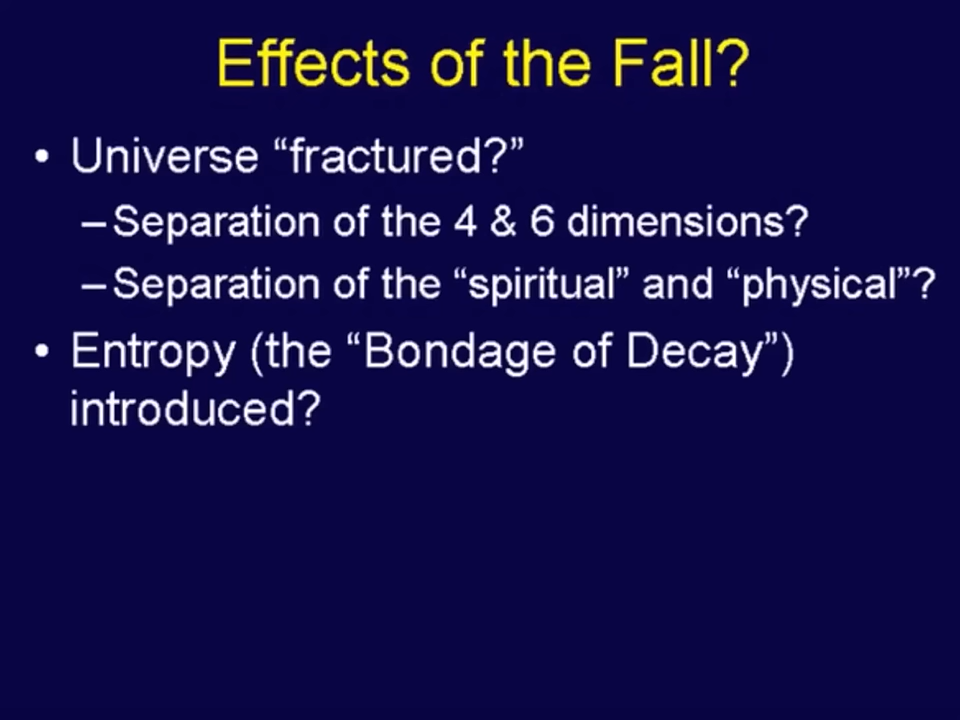 Effects of the Fall?
• Universe “fractured?”
–Separation of the 4 & 6 dimensions?
–Separation of the “spiritual” and “physical”?
• Entropy (the “Bondage of Decay”)
introduced?